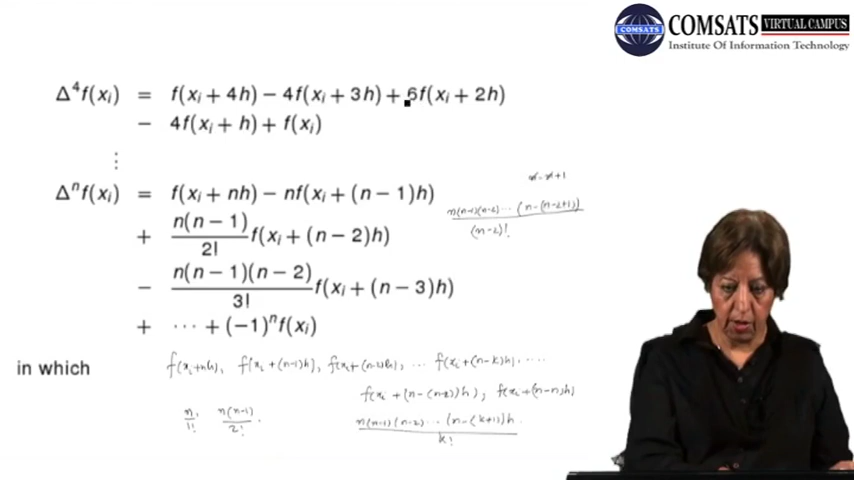 COMSATS VIRTUAL CAMPUS
COMSATS
Institute Of Information Technology
Δ⁴f(xᵢ) = f(xᵢ + 4h) − 4f(xᵢ + 3h) + 6f(xᵢ + 2h)
− 4f(xᵢ + h) + f(xᵢ)
⋮
Δⁿf(xᵢ) = f(xᵢ + nh) − nf(xᵢ + (n − 1)h)
+ n(n − 1)/2! f(xᵢ + (n − 2)h)
− n(n − 1)(n − 2)/3! f(xᵢ + (n − 3)h)
+ ··· + (−1)ⁿf(xᵢ)
n(n-1)(n-2) ··· (n-(n-2+1))/(n-2)!
in which f(xᵢ+nh), f(xᵢ+(n-1)h), f(xᵢ+(n-2)h), ··· f(xᵢ+(n-k)h), ····
f(xᵢ+(n-(n-2))h), f(xᵢ+(n-n)h)
n/1! n(n-1)/2! n(n-1)(n-2) ··· (n-(k+1))h/k!